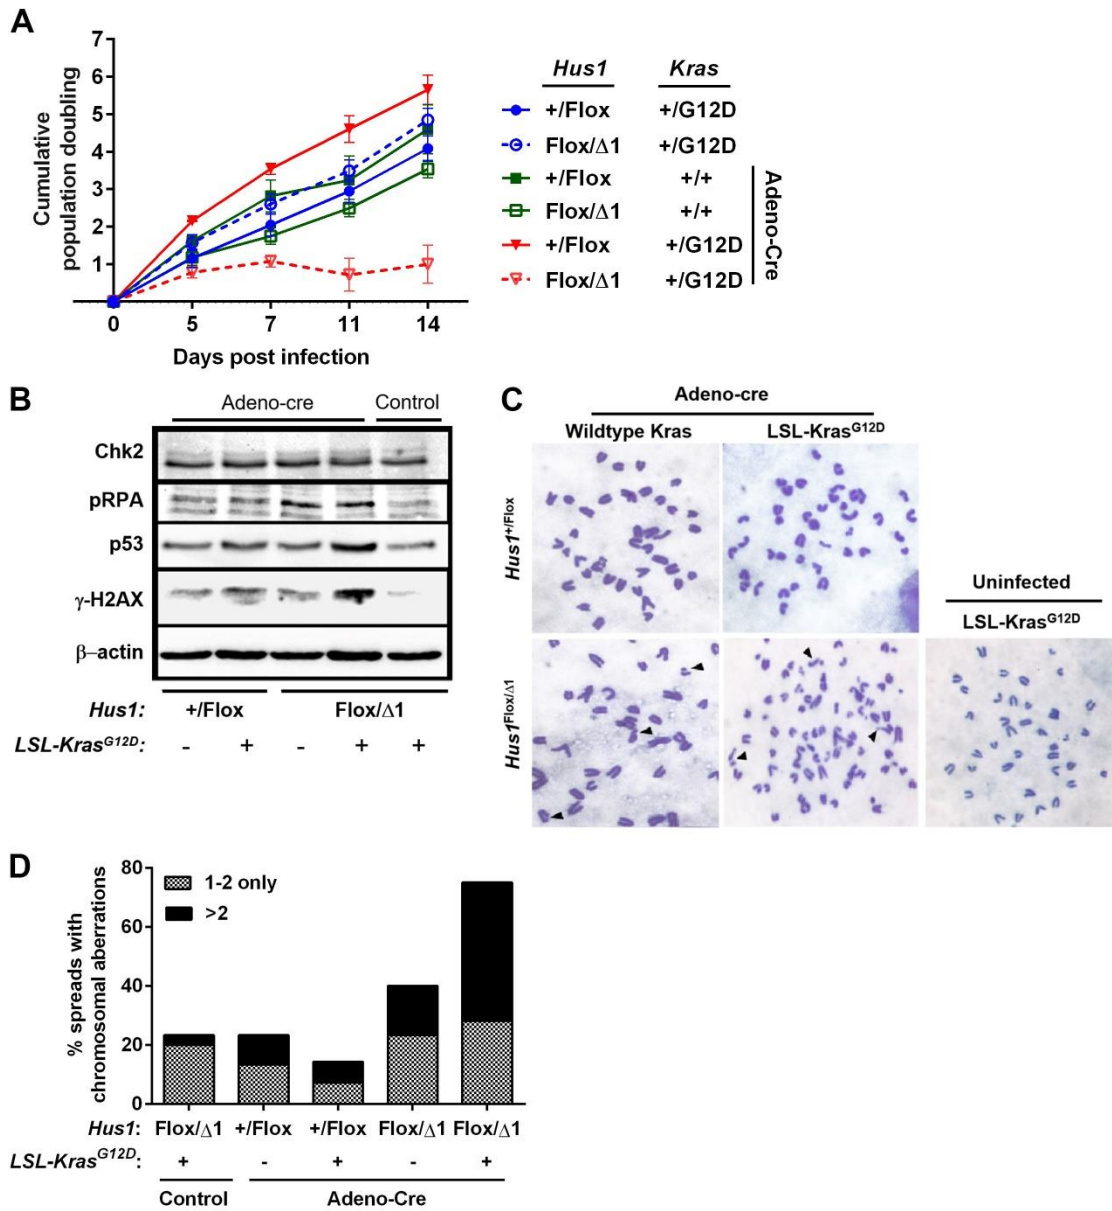 A
Cumulative
population doubling
7
6
5
4
3
2
1
0 5 7 11 14
Days post infection
Hus1 Kras
+/Flox +/G12D
Flox/Δ1 +/G12D
+/Flox +/+
Flox/Δ1 +/+
+/Flox +/G12D
Flox/Δ1 +/G12D
Adeno-Cre
B
Adeno-cre Control
Chk2
pRPA
p53
γ-H2AX
β–actin
Hus1: +/Flox Flox/Δ1
LSL-KrasG12D: - + - + +
C
Adeno-cre
Wildtype Kras LSL-KrasG12D
Hus1+/Flox
Hus1Flox/Δ1
Uninfected
LSL-KrasG12D
D
% spreads with
chromosomal aberrations
80
60
40
20
0
1-2 only
>2
Hus1: Flox/Δ1 +/Flox +/Flox Flox/Δ1 Flox/Δ1
LSL-KrasG12D: + - + - +
Control Adeno-Cre